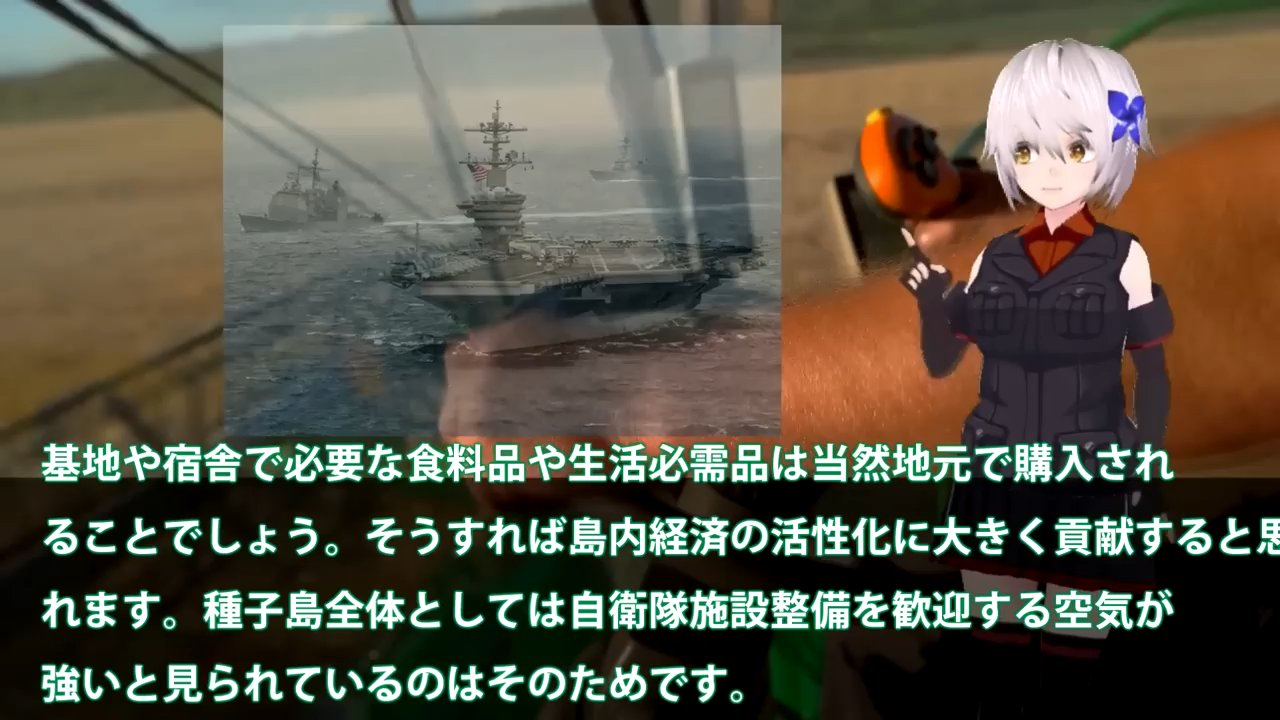 基地や宿舎で必要な食料品や生活必需品は当然地元で購入され
ることでしょう。そうすれば島内経済の活性化に大きく貢献すると思
れます。種子島全体としては自衛隊施設整備を歓迎する空気が
強いと見られているのはそのためです。